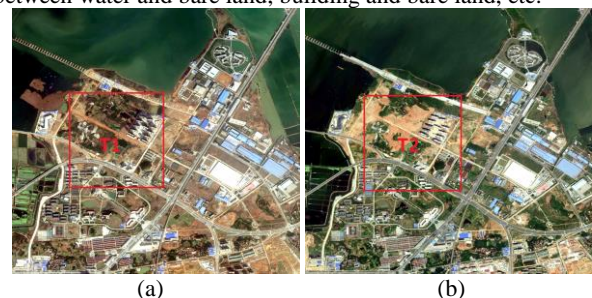 between water and bare land, building and bare land, etc.
T1
T2
(a)
(b)